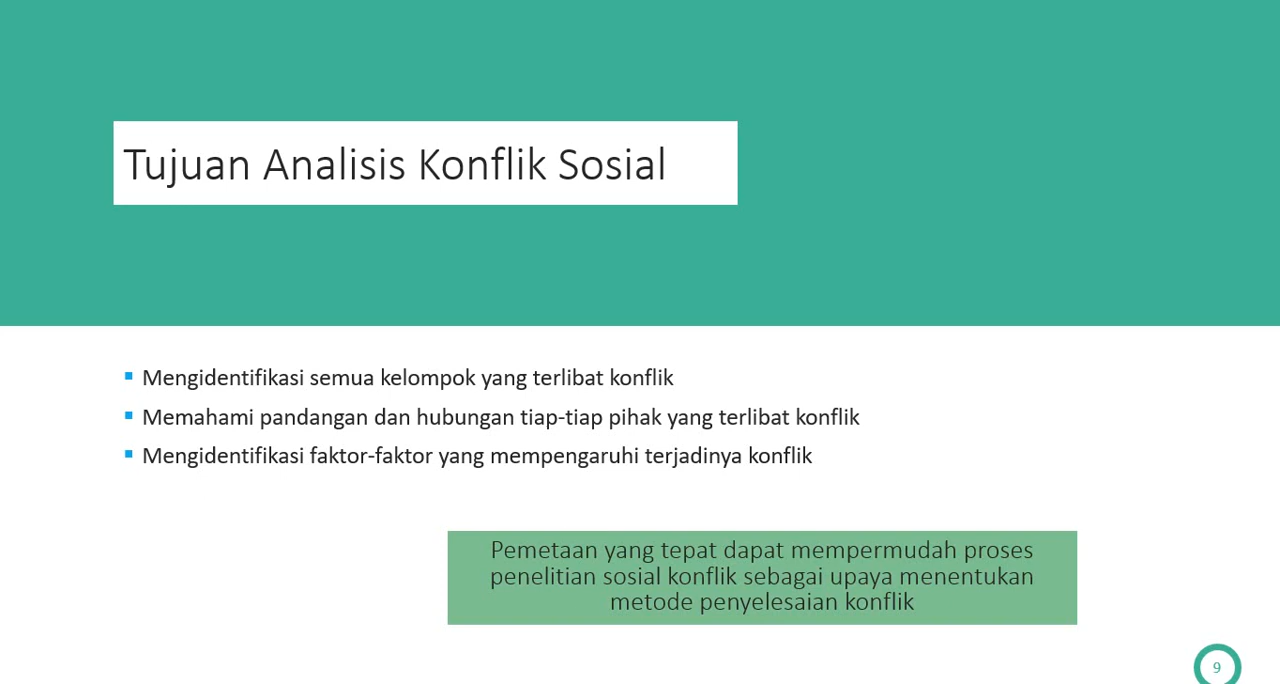 Tujuan Analisis Konflik Sosial
Mengidentifikasi semua kelompok yang terlibat konflik
Memahami pandangan dan hubungan tiap-tiap pihak yang terlibat konflik
Mengidentifikasi faktor-faktor yang mempengaruhi terjadinya konflik
Pemetaan yang tepat dapat mempermudah proses
penelitian sosial konflik sebagai upaya menentukan
metode penyelesaian konflik
9